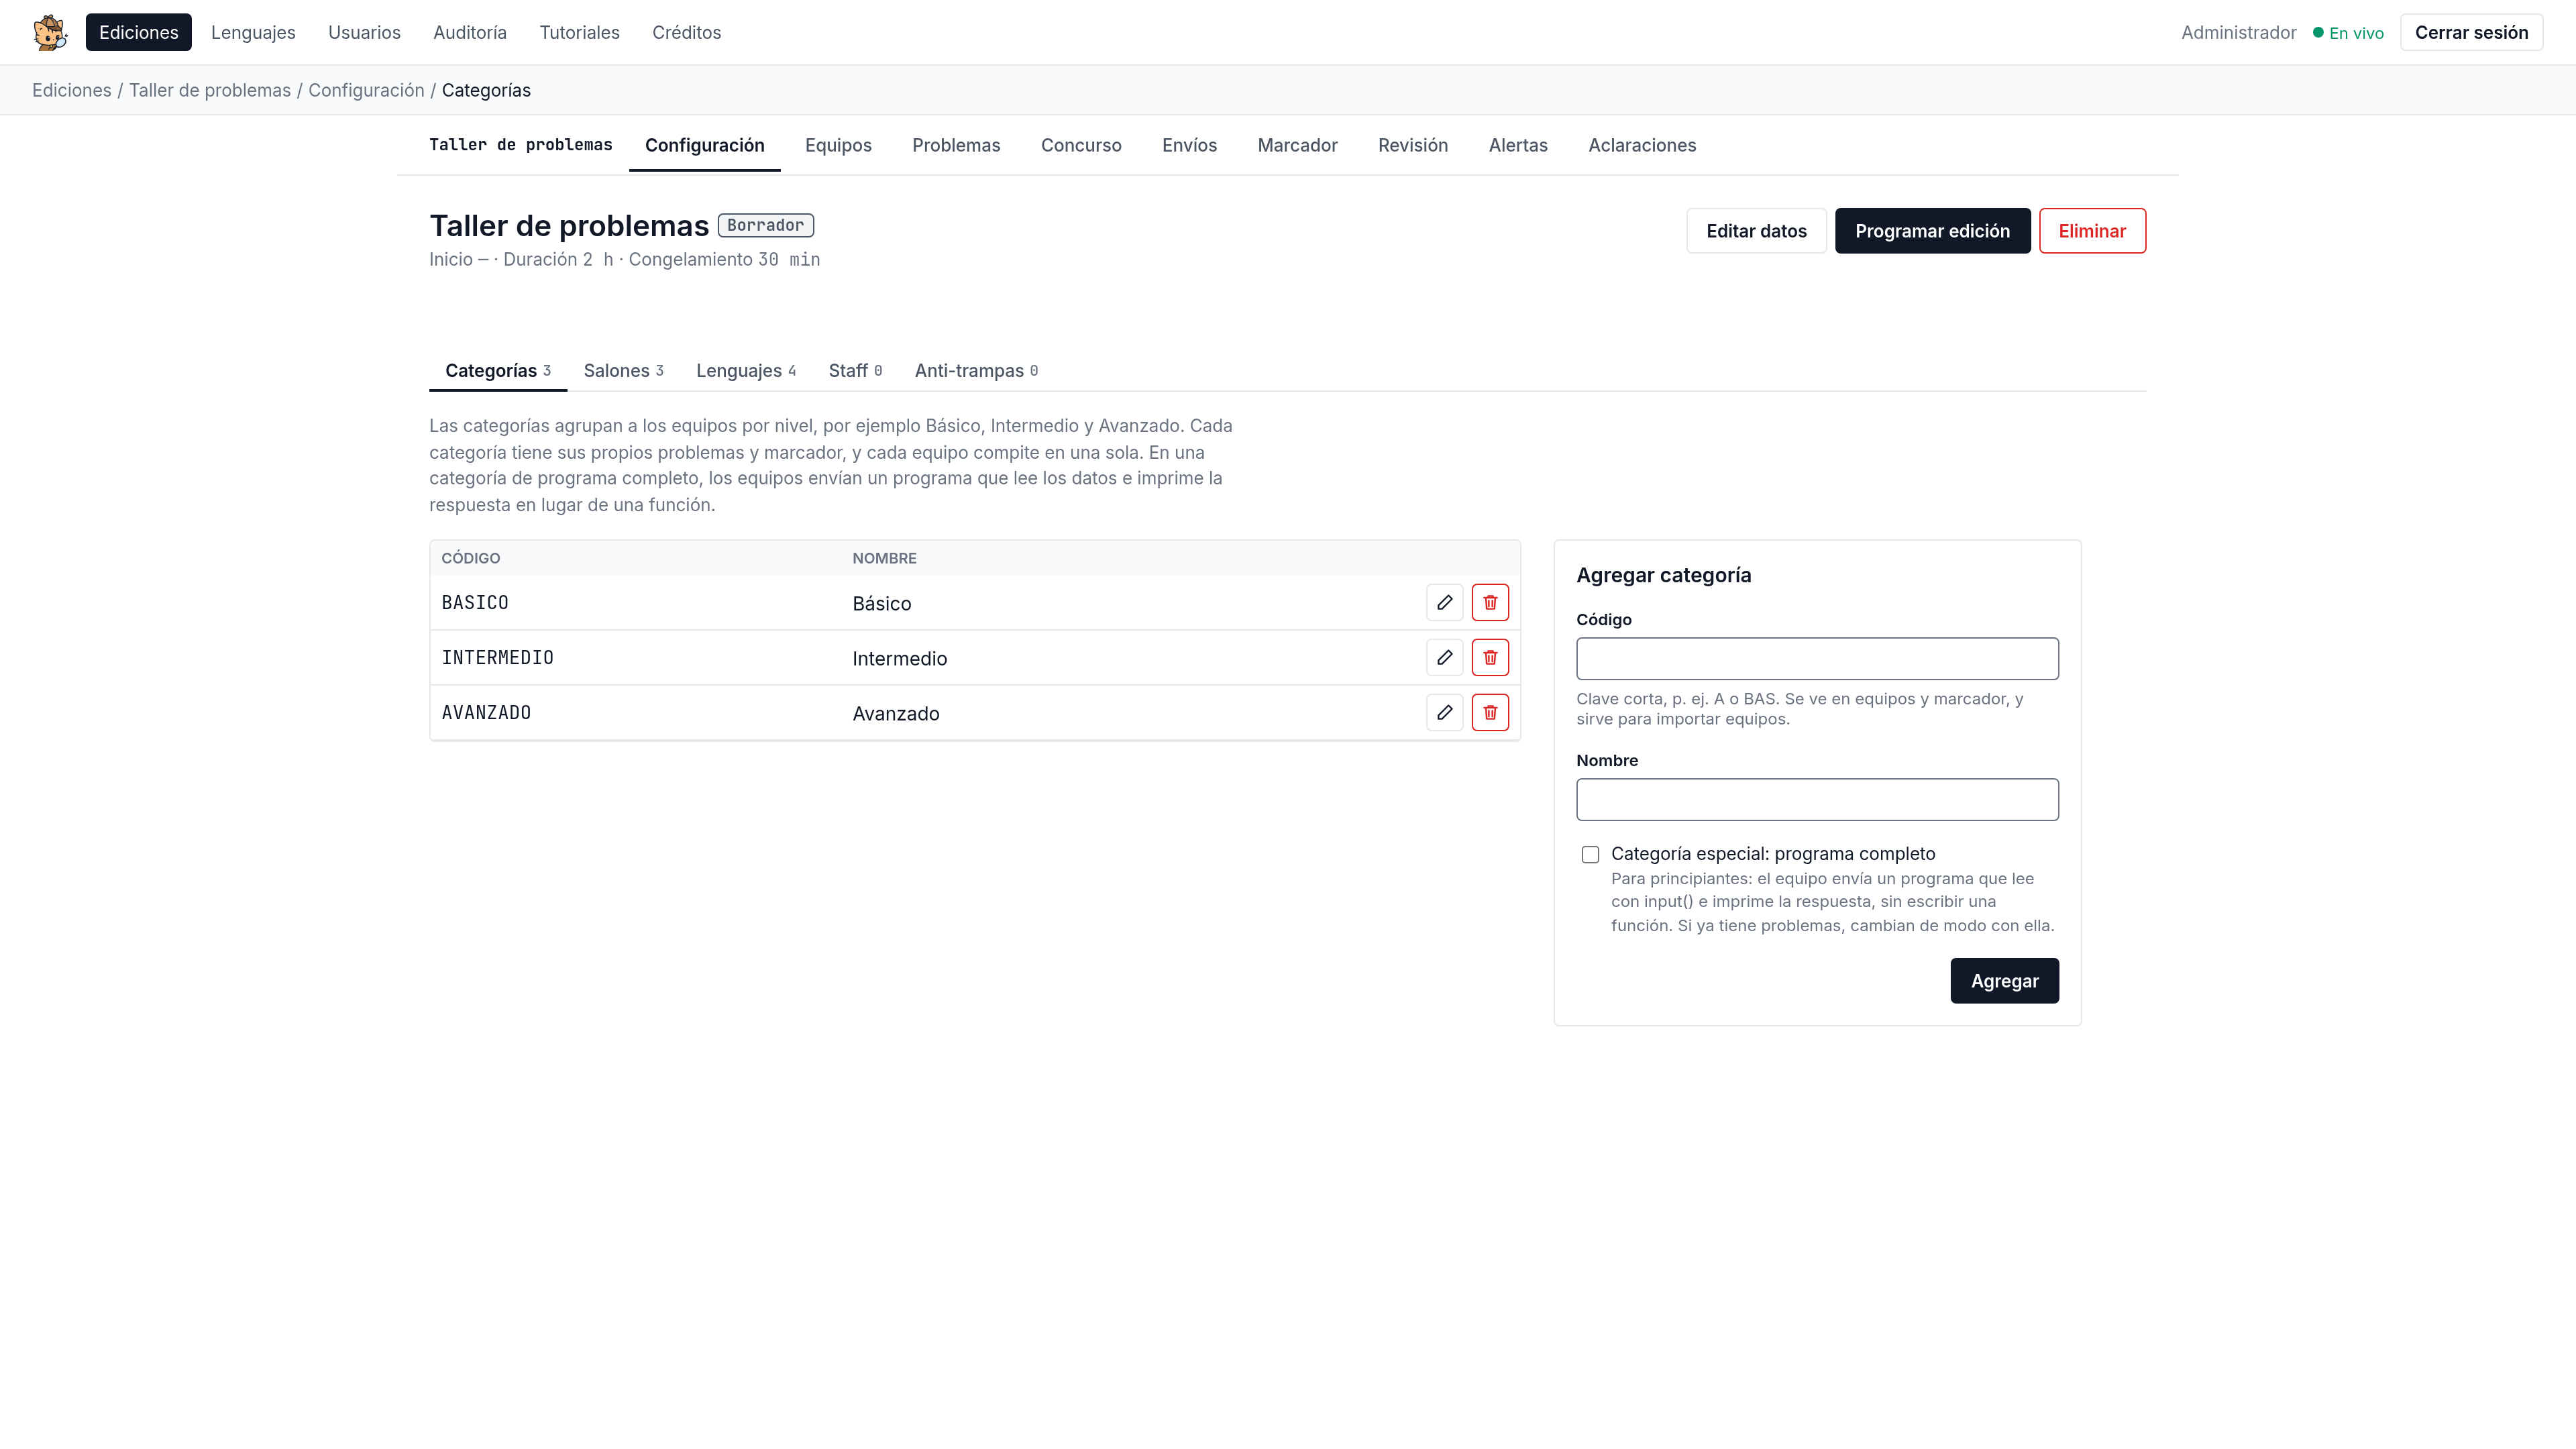 Ediciones Lenguajes Usuarios Auditoría Tutoriales Créditos Administrador En vivo Cerrar sesión
Ediciones / Taller de problemas / Configuración / Categorías
Taller de problemas Configuración Equipos Problemas Concurso Envíos Marcador Revisión Alertas Aclaraciones
Taller de problemas Borrador
Editar datos Programar edición Eliminar
Inicio — · Duración 2 h · Congelamiento 30 min
Categorías 3 Salones 3 Lenguajes 4 Staff 0 Anti-trampas 0
Las categorías agrupan a los equipos por nivel, por ejemplo Básico, Intermedio y Avanzado. Cada
categoría tiene sus propios problemas y marcador, y cada equipo compite en una sola. En una
categoría de programa completo, los equipos envían un programa que lee los datos e imprime la
respuesta en lugar de una función.
CÓDIGO NOMBRE
BASICO Básico
INTERMEDIO Intermedio
AVANZADO Avanzado
Agregar categoría
Código
Clave corta, p. ej. A o BAS. Se ve en equipos y marcador, y
sirve para importar equipos.
Nombre
Categoría especial: programa completo
Para principiantes: el equipo envía un programa que lee
con input() e imprime la respuesta, sin escribir una
función. Si ya tiene problemas, cambian de modo con ella.
Agregar